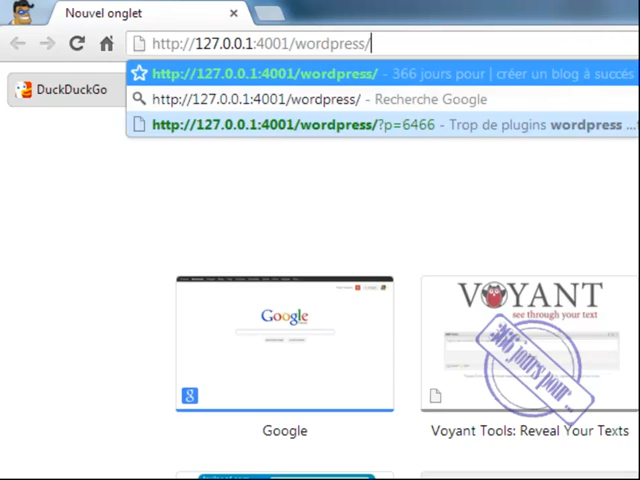 Nouvel onglet
http://127.0.0.1:4001/wordpress/
http://127.0.0.1:4001/wordpress/ - 366 jours pour | créer un blog à succés
http://127.0.0.1:4001/wordpress/ - Recherche Google
http://127.0.0.1:4001/wordpress/?p=6466 - Trop de plugins wordpress ...
DuckDuckGo
Google
VOYANT
see through your text
366 jours pour...
Google
Voyant Tools: Reveal Your Texts